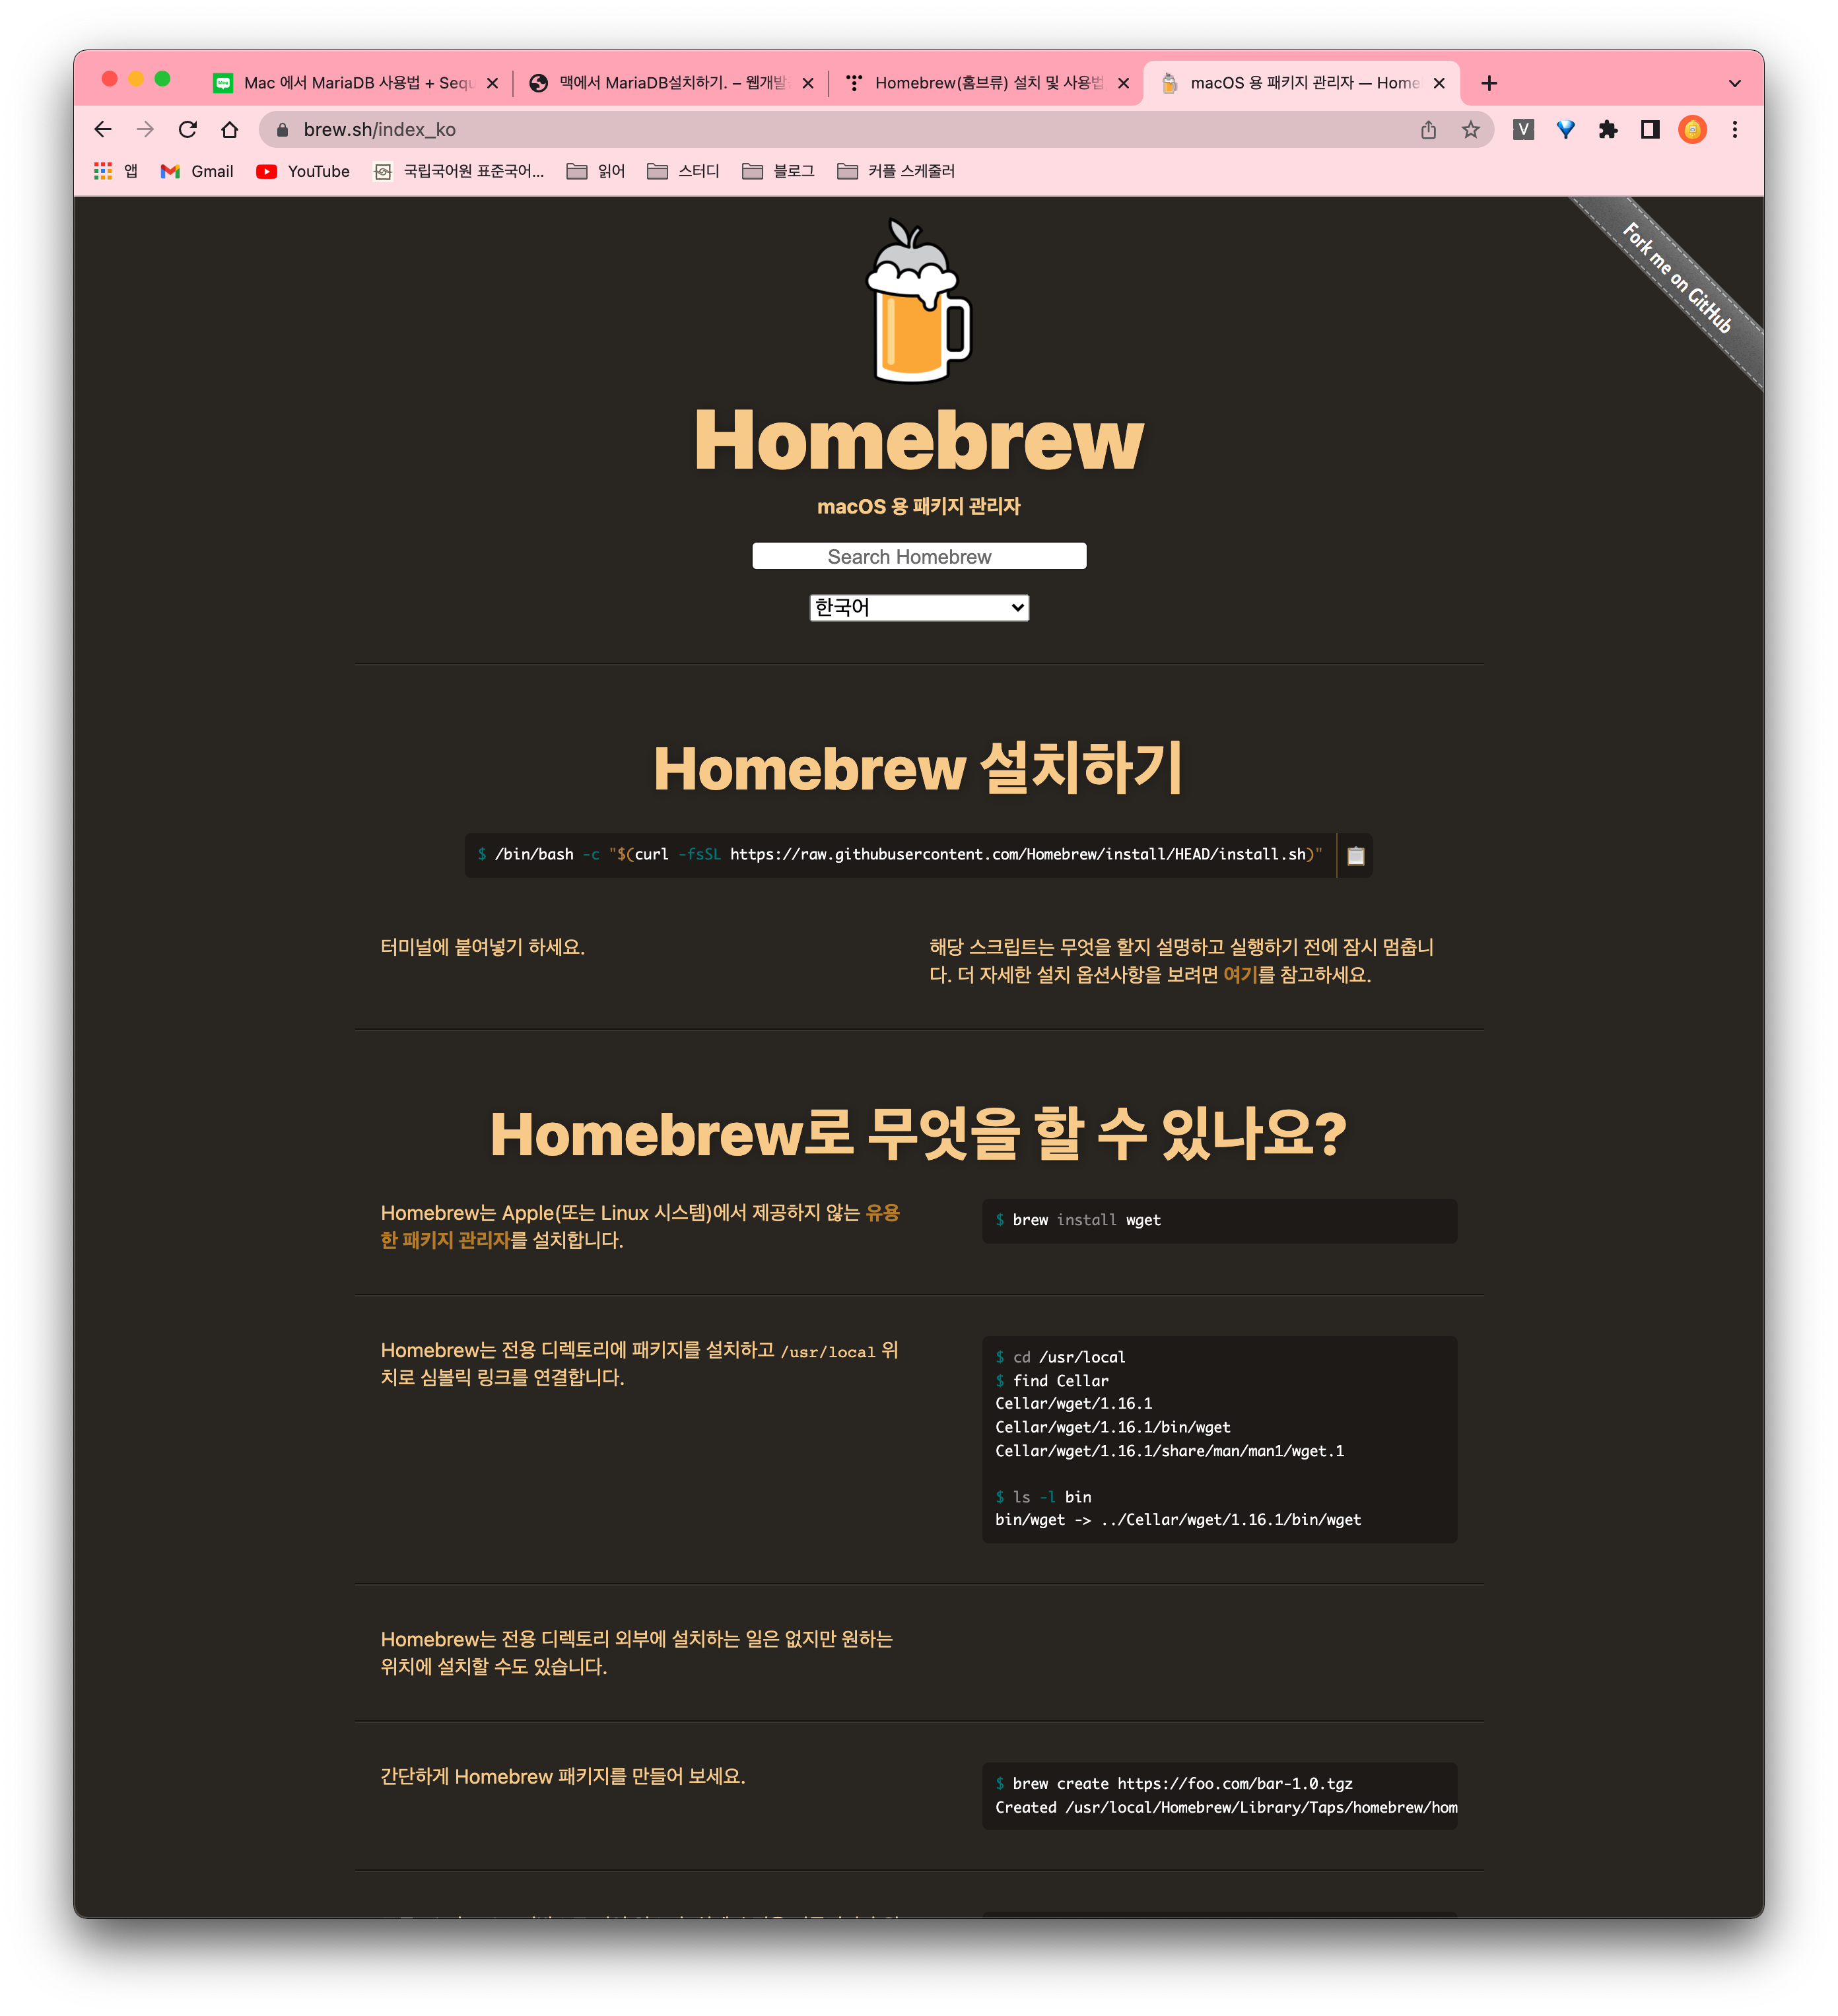 Mac 에서 MariaDB 사용법 + Sequ
맥에서 MariaDB설치하기. – 웹개발
Homebrew(홈브류) 설치 및 사용법
macOS 용 패키지 관리자 — Home
brew.sh/index_ko
V
앱
Gmail
YouTube
국립국어원 표준국어...
읽어
스터디
블로그
커플 스케줄러
Fork me on GitHub
Homebrew
macOS 용 패키지 관리자
Search Homebrew
한국어
Homebrew 설치하기
$ /bin/bash -c "$(curl -fsSL https://raw.githubusercontent.com/Homebrew/install/HEAD/install.sh)"
터미널에 붙여넣기 하세요.
해당 스크립트는 무엇을 할지 설명하고 실행하기 전에 잠시 멈춥니
다. 더 자세한 설치 옵션사항을 보려면 여기를 참고하세요.
Homebrew로 무엇을 할 수 있나요?
Homebrew는 Apple(또는 Linux 시스템)에서 제공하지 않는 유용
한 패키지 관리자를 설치합니다.
$ brew install wget
Homebrew는 전용 디렉토리에 패키지를 설치하고 /usr/local 위
치로 심볼릭 링크를 연결합니다.
$ cd /usr/local
$ find Cellar
Cellar/wget/1.16.1
Cellar/wget/1.16.1/bin/wget
Cellar/wget/1.16.1/share/man/man1/wget.1
$ ls -l bin
bin/wget -> ../Cellar/wget/1.16.1/bin/wget
Homebrew는 전용 디렉토리 외부에 설치하는 일은 없지만 원하는
위치에 설치할 수도 있습니다.
간단하게 Homebrew 패키지를 만들어 보세요.
$ brew create https://foo.com/bar-1.0.tgz
Created /usr/local/Homebrew/Library/Taps/homebrew/hom